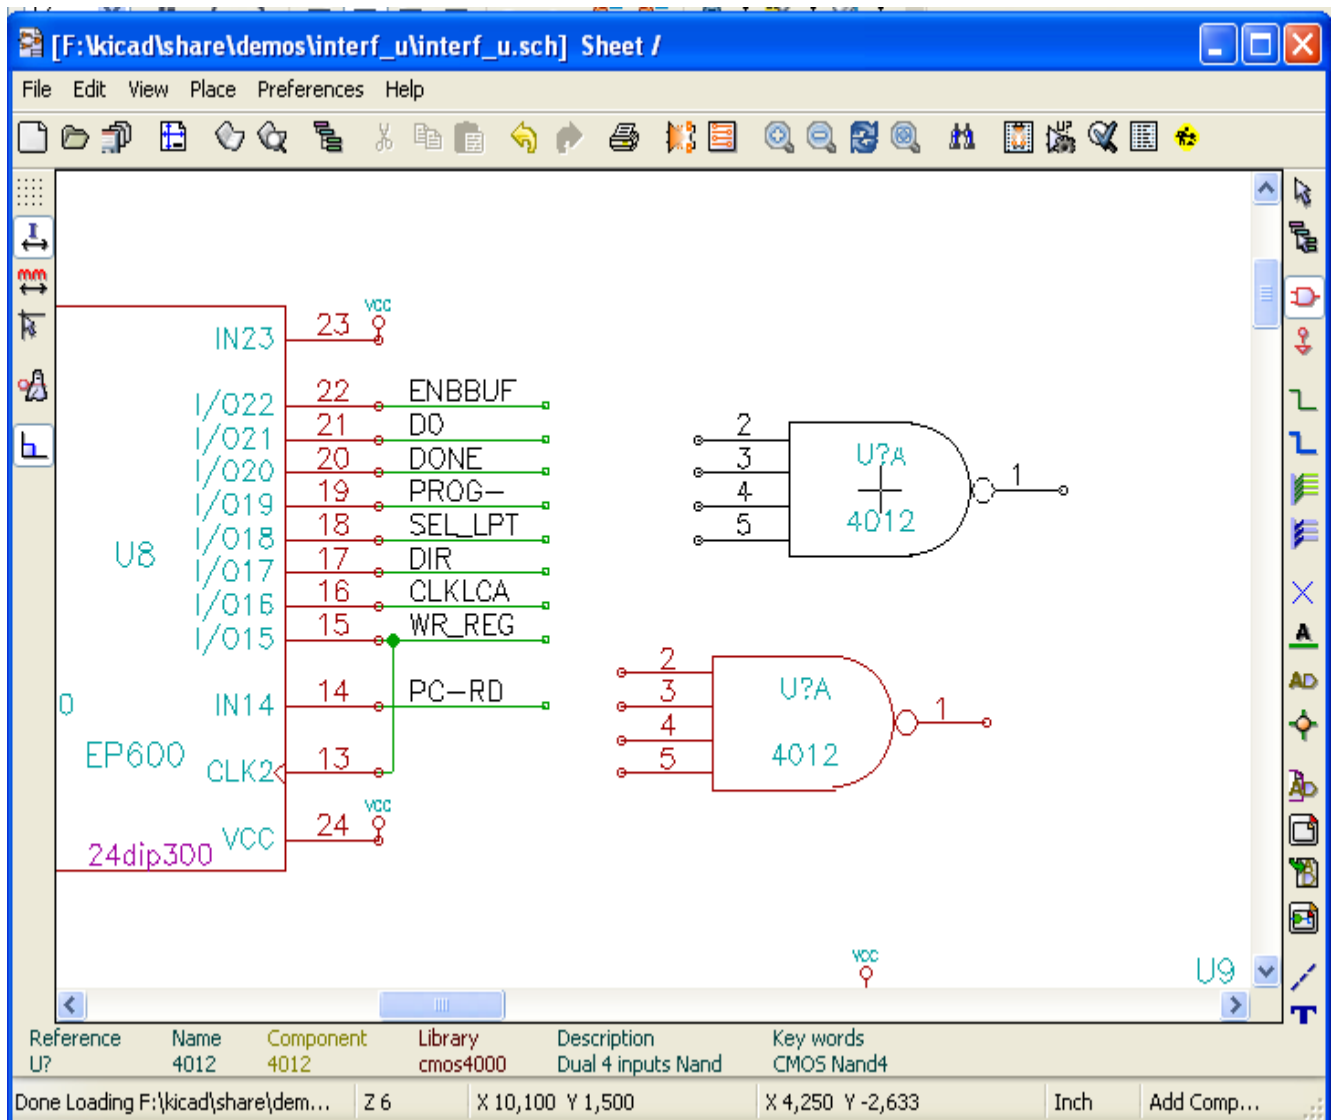 [F:\kicad\share\demos\interf_u\interf_u.sch] Sheet /
File Edit View Place Preferences Help
VCC
IN23 23
I/O22 22 ENBBUF
I/O21 21 DO
I/O20 20 DONE
I/O19 19 PROG-
I/O18 18 SEL_LPT
I/O17 17 DIR
I/O16 16 CLKLCA
I/O15 15 WR_REG
U8
0 IN14 14 PC-RD
EP600 CLK2 13
VCC
VCC 24
24dip300
2
3
4
5
U?A
4012
1
2
3
4
5
U?A
4012
1
VCC
U9
I
mm
A
AD
A
T
Reference Name Component Library Description Key words
U? 4012 4012 cmos4000 Dual 4 inputs Nand CMOS Nand4
Done Loading F:\kicad\share\dem... Z 6 X 10,100 Y 1,500 X 4,250 Y -2,633 Inch Add Comp...